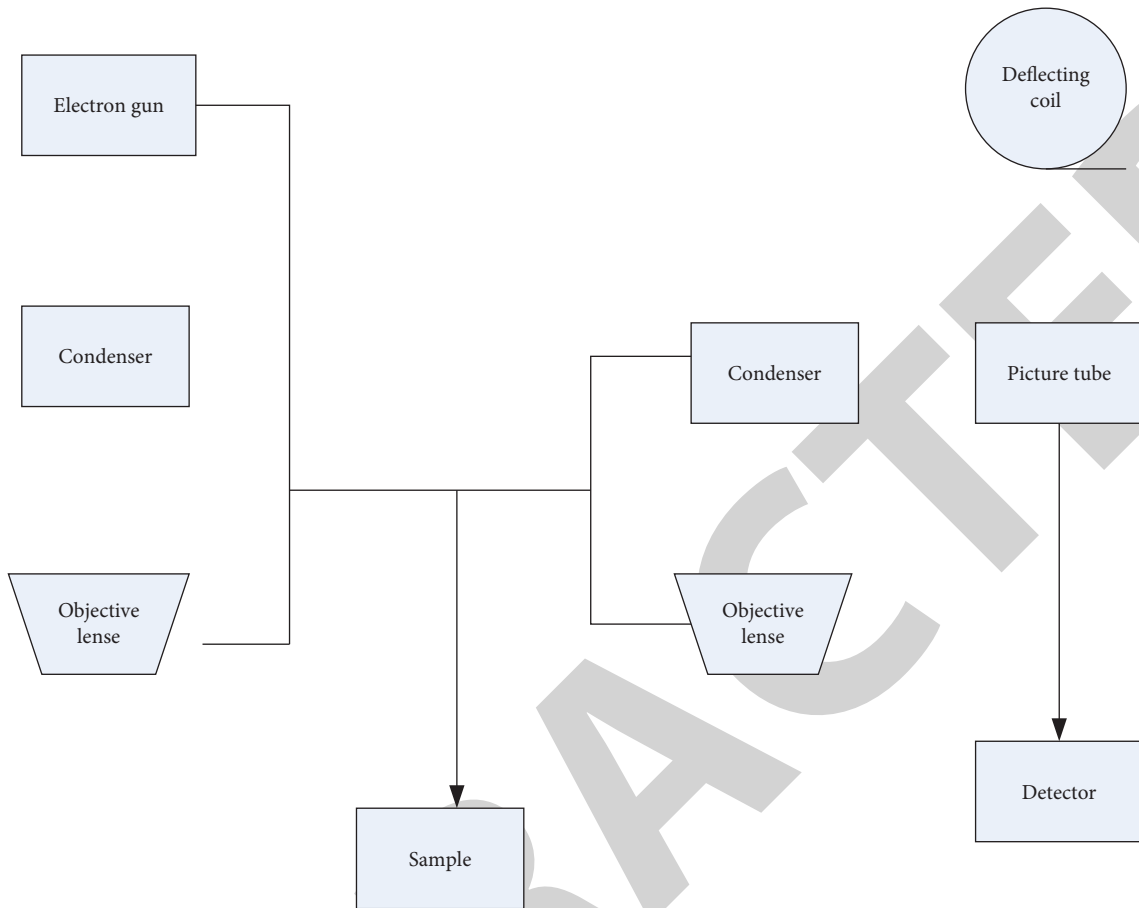 Electron gun
Deflecting
coil
Condenser
Condenser
Picture tube
Objective
lense
Objective
lense
Detector
Sample